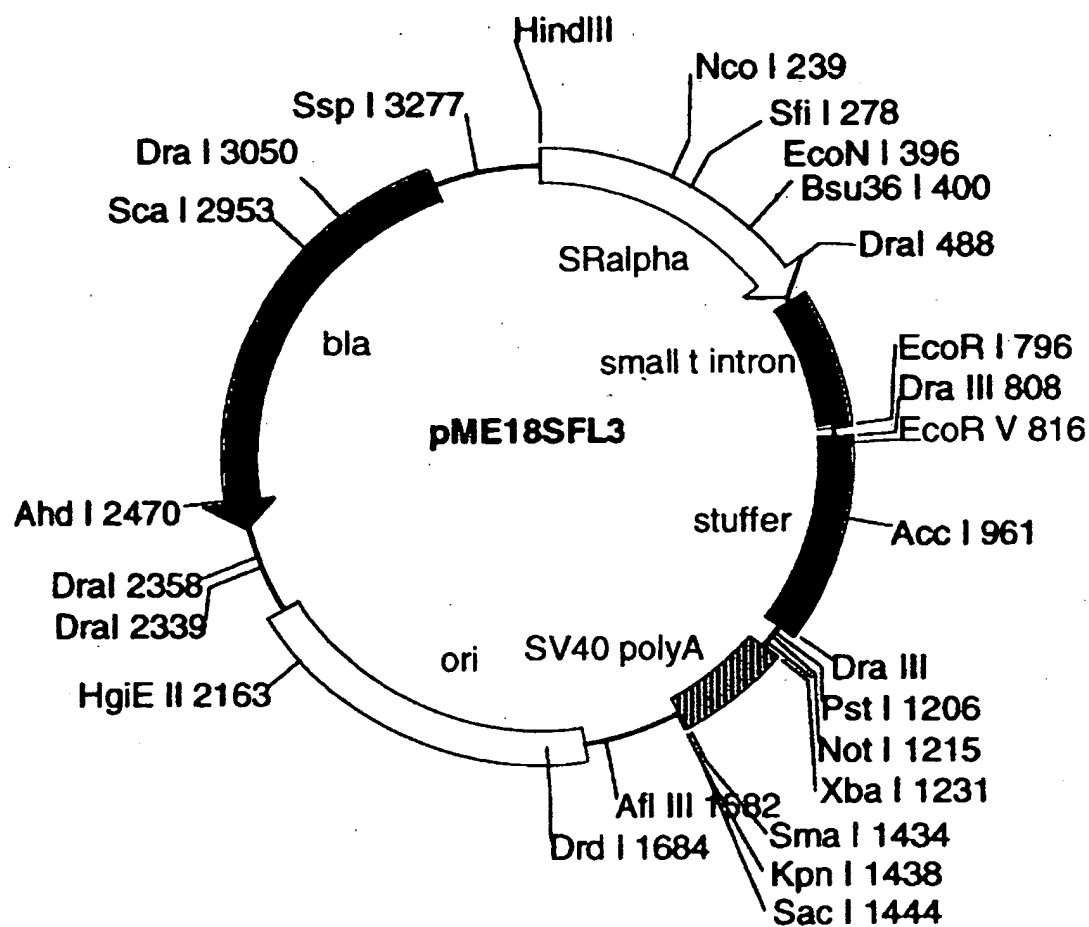 HindIII
Nco I 239
Ssp I 3277
Sfi I 278
Dra I 3050
EcoN I 396
Bsu36 I 400
Sca I 2953
DraI 488
SRalpha
bla
small t intron
EcoR I 796
Dra III 808
pME18SFL3
EcoR V 816
Ahd I 2470
stuffer
Acc I 961
DraI 2358
DraI 2339
ori
SV40 polyA
HgiE II 2163
Dra III
Pst I 1206
Not I 1215
Xba I 1231
Afl III 1682
Sma I 1434
Drd I 1684
Kpn I 1438
Sac I 1444